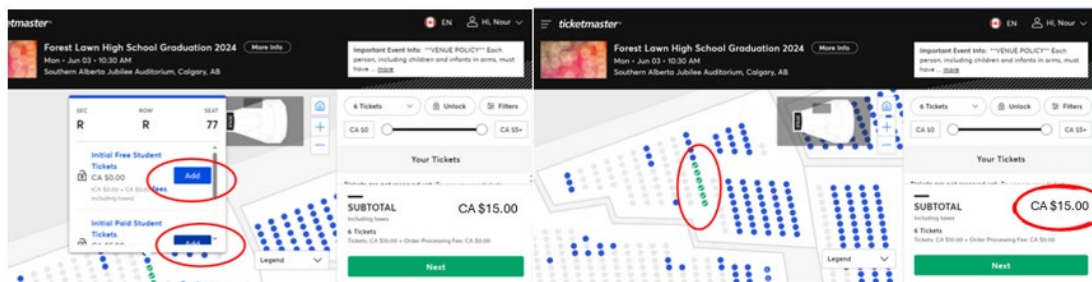 etmaster®
EN
Hi, Nour
Forest Lawn High School Graduation 2024
More Info
Mon • Jun 03 • 10:30 AM
Southern Alberta Jubilee Auditorium, Calgary, AB
Important Event Info: **VENUE POLICY** Each
person, including children and infants in arms, must
have ... more
SEC ROW SEAT
R R 77
Initial Free Student
Tickets
CA $0.00
including taxes)
Add
Initial Paid Student
Tickets
Add
6 Tickets
Unlock
Filters
CA $0
CA $5+
Your Tickets
SUBTOTAL
CA $15.00
Including taxes
6 Tickets
Legend
Next
ticketmaster®
EN
Hi, Nour
Forest Lawn High School Graduation 2024
More Info
Mon • Jun 03 • 10:30 AM
Southern Alberta Jubilee Auditorium, Calgary, AB
Important Event Info: **VENUE POLICY** Each
person, including children and infants in arms, must
have ... more
6 Tickets
Unlock
Filters
CA $0
CA $5+
Your Tickets
SUBTOTAL
CA $15.00
Including taxes
6 Tickets
Legend
Next